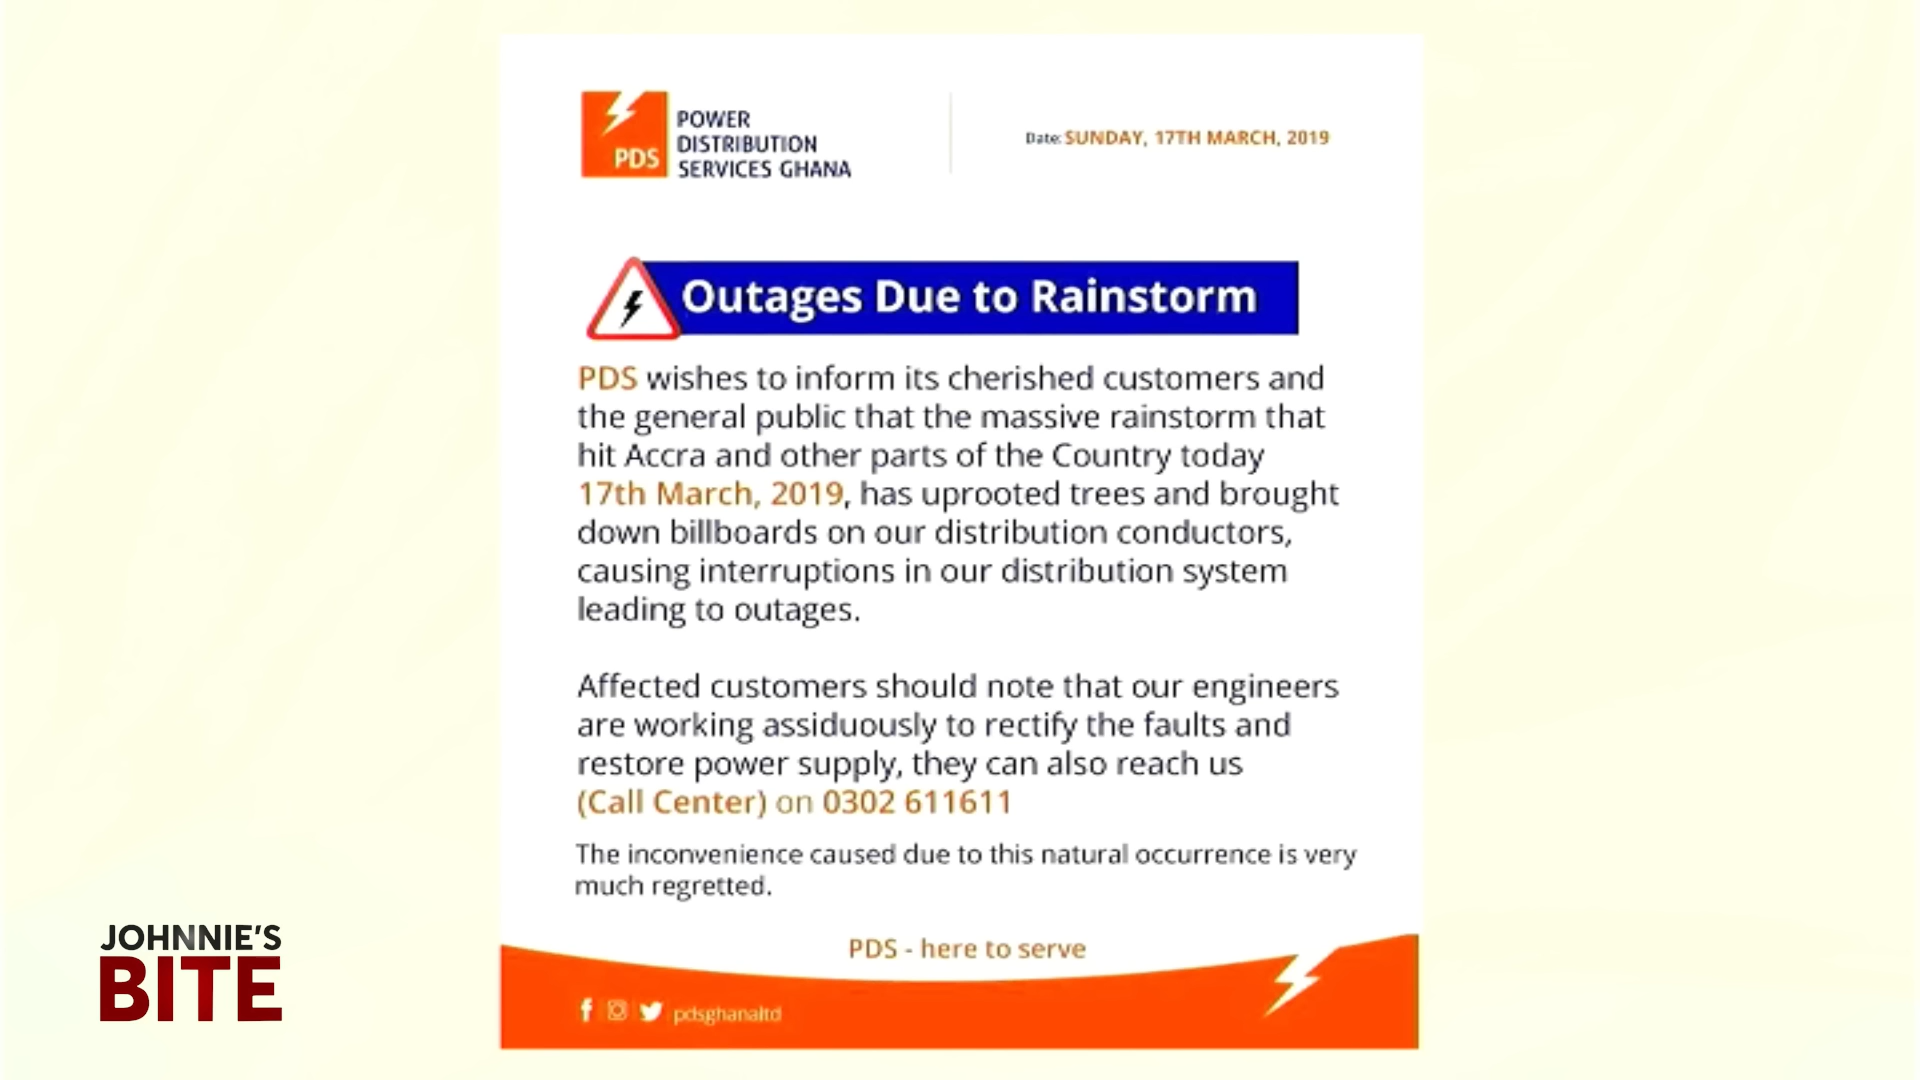 PDS
POWER
DISTRIBUTION
SERVICES GHANA
Date: SUNDAY, 17TH MARCH, 2019
Outages Due to Rainstorm
PDS wishes to inform its cherished customers and
the general public that the massive rainstorm that
hit Accra and other parts of the Country today
17th March, 2019, has uprooted trees and brought
down billboards on our distribution conductors,
causing interruptions in our distribution system
leading to outages.
Affected customers should note that our engineers
are working assiduously to rectify the faults and
restore power supply, they can also reach us
(Call Center) on 0302 611611
The inconvenience caused due to this natural occurrence is very
much regretted.
PDS - here to serve
pdsghanaltd
JOHNNIE'S
BITE